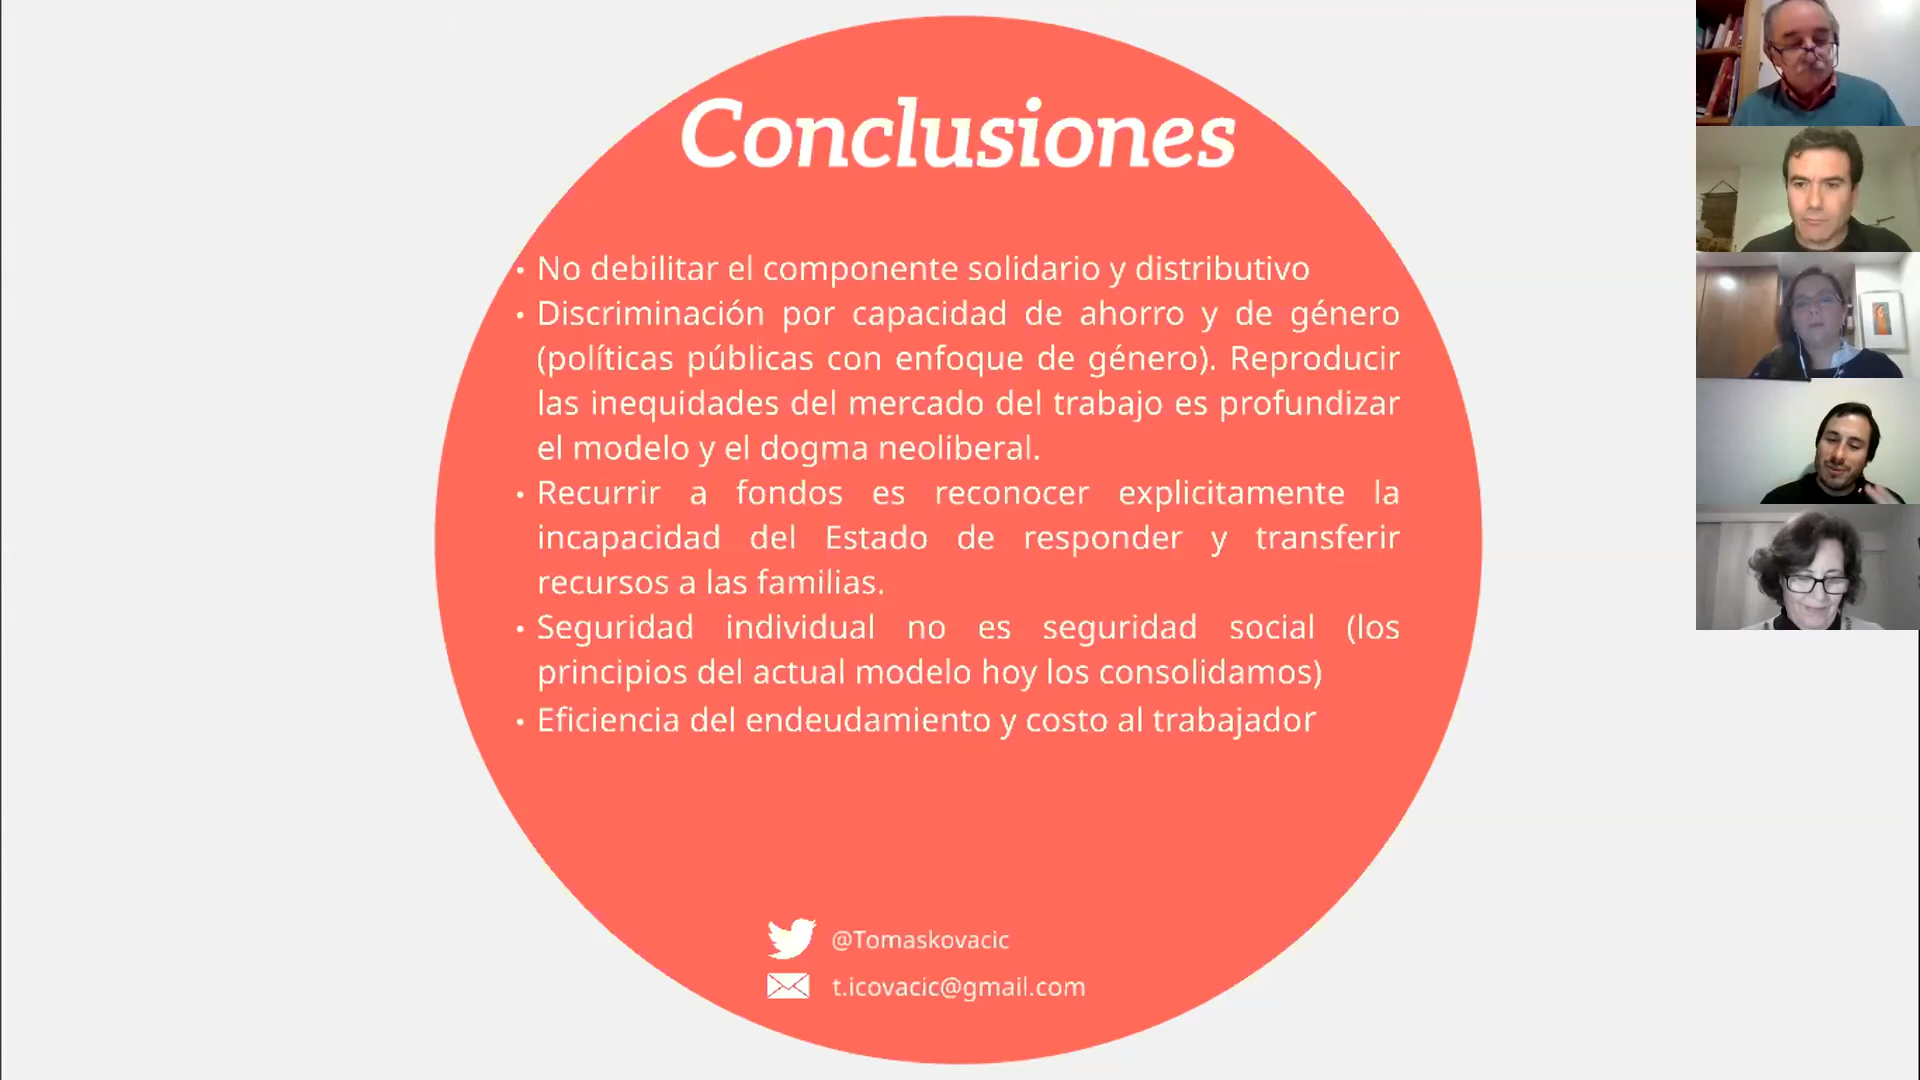 Conclusiones
• No debilitar el componente solidario y distributivo
• Discriminación por capacidad de ahorro y de género
(políticas públicas con enfoque de género). Reproducir
las inequidades del mercado del trabajo es profundizar
el modelo y el dogma neoliberal.
• Recurrir a fondos es reconocer explicitamente la
incapacidad del Estado de responder y transferir
recursos a las familias.
• Seguridad individual no es seguridad social (los
principios del actual modelo hoy los consolidamos)
• Eficiencia del endeudamiento y costo al trabajador
@Tomaskovacic
t.icovacic@gmail.com